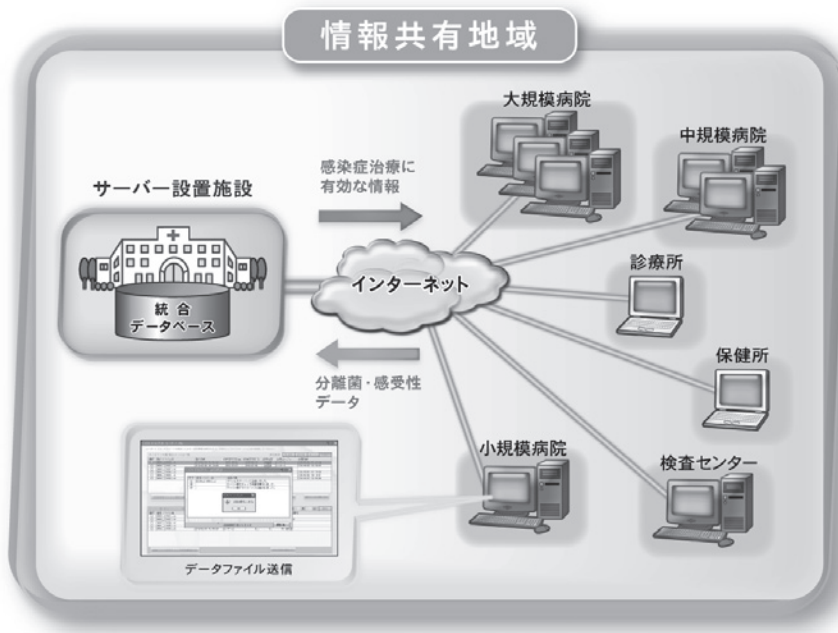 情報共有地域
大規模病院
中規模病院
感染症治療に
有効な情報
サーバー設置施設
診療所
インターネット
統合
データベース
保健所
分離菌・感受性
データ
小規模病院
検査センター
データファイル送信